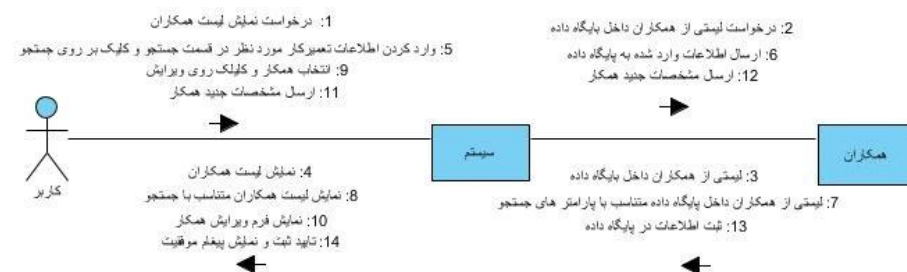 1: درخواست نمایش لیست همکاران
5: وارد کردن اطلاعات تعمیرکار مورد نظر در قسمت جستجو و کلیک بر روی جستجو
9: انتخاب همکار و کلیلک روی ویرایش
11: ارسال مشخصات جدید همکار
2: درخواست لیستی از همکاران داخل بایگاه داده
6: ارسال اطلاعات وارد شده به پایگاه داده
12: ارسال مشخصات جدید همکار
کاربر
سیستم
همکاران
4: نمایش لیست همکاران
8: نمایش لیست همکاران متناسب با جستجو
10: نمایش فرم ویرایش همکار
14: تایید ثبت و نمایش پیغام موفقیت
3: لیستی از همکاران داخل بایگاه داده
7: لیستی از همکاران داخل پایگاه داده متناسب با پارامتر های جستجو
13: ثبت اطلاعات در پایگاه داده